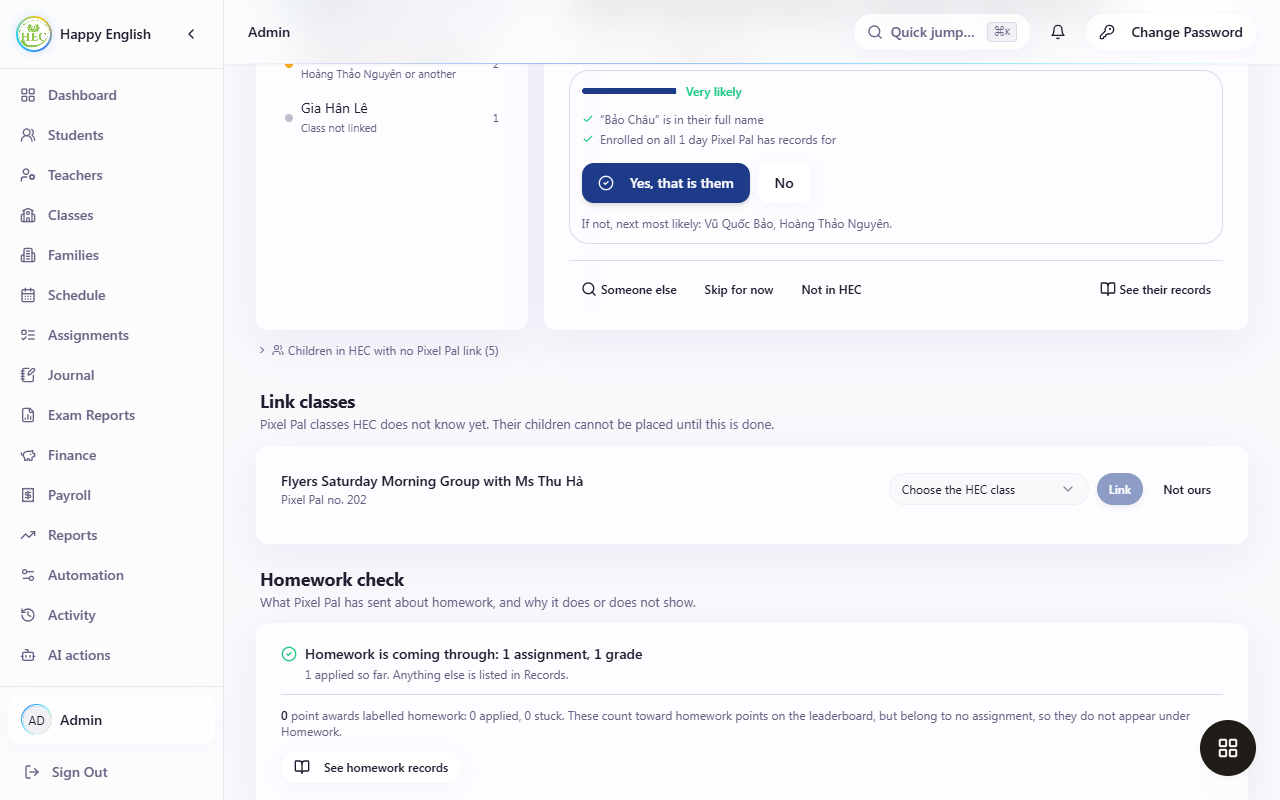 HEC
Happy English
Admin
Quick jump...
⌘K
Change Password
Dashboard
Students
Teachers
Classes
Families
Schedule
Assignments
Journal
Exam Reports
Finance
Payroll
Reports
Automation
Activity
AI actions
AD
Admin
Sign Out
2
Hoàng Thảo Nguyên or another
Gia Hân Lê
1
Class not linked
Very likely
“Bảo Châu” is in their full name
Enrolled on all 1 day Pixel Pal has records for
Yes, that is them
No
If not, next most likely: Vũ Quốc Bảo, Hoàng Thảo Nguyên.
Someone else
Skip for now
Not in HEC
See their records
Children in HEC with no Pixel Pal link (5)
Link classes
Pixel Pal classes HEC does not know yet. Their children cannot be placed until this is done.
Flyers Saturday Morning Group with Ms Thu Hà
Pixel Pal no. 202
Choose the HEC class
Link
Not ours
Homework check
What Pixel Pal has sent about homework, and why it does or does not show.
Homework is coming through: 1 assignment, 1 grade
1 applied so far. Anything else is listed in Records.
0 point awards labelled homework: 0 applied, 0 stuck. These count toward homework points on the leaderboard, but belong to no assignment, so they do not appear under
Homework.
See homework records